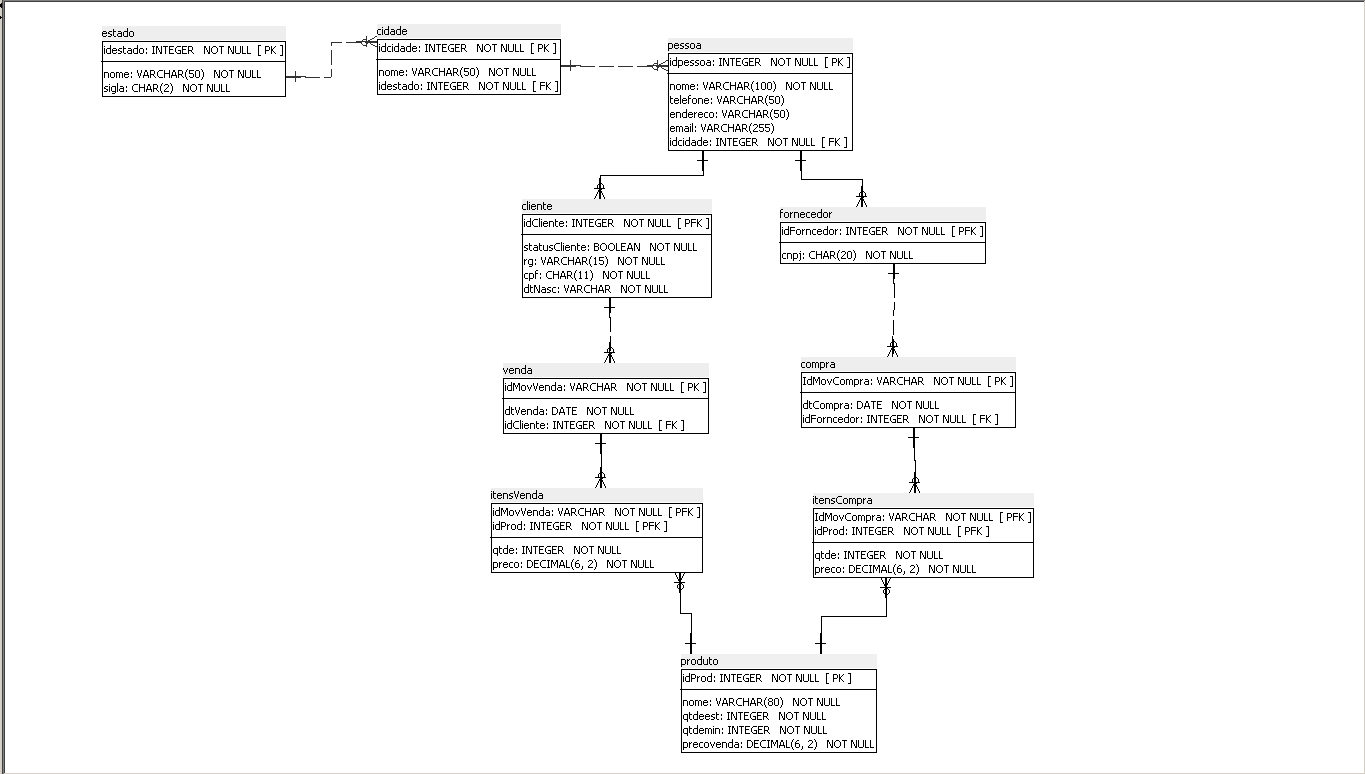 estado
idestado: INTEGER NOT NULL [ PK ]
nome: VARCHAR(50) NOT NULL
sigla: CHAR(2) NOT NULL
cidade
idcidade: INTEGER NOT NULL [ PK ]
nome: VARCHAR(50) NOT NULL
idestado: INTEGER NOT NULL [ FK ]
pessoa
idpessoa: INTEGER NOT NULL [ PK ]
nome: VARCHAR(100) NOT NULL
telefone: VARCHAR(50)
endereco: VARCHAR(50)
email: VARCHAR(255)
idcidade: INTEGER NOT NULL [ FK ]
cliente
idCliente: INTEGER NOT NULL [ PFK ]
statusCliente: BOOLEAN NOT NULL
rg: VARCHAR(15) NOT NULL
cpf: CHAR(11) NOT NULL
dtNasc: VARCHAR NOT NULL
fornecedor
idForncedor: INTEGER NOT NULL [ PFK ]
cnpj: CHAR(20) NOT NULL
venda
idMovVenda: VARCHAR NOT NULL [ PK ]
dtVenda: DATE NOT NULL
idCliente: INTEGER NOT NULL [ FK ]
compra
IdMovCompra: VARCHAR NOT NULL [ PK ]
dtCompra: DATE NOT NULL
idForncedor: INTEGER NOT NULL [ FK ]
itensVenda
idMovVenda: VARCHAR NOT NULL [ PFK ]
idProd: INTEGER NOT NULL [ PFK ]
qtde: INTEGER NOT NULL
preco: DECIMAL(6, 2) NOT NULL
itensCompra
IdMovCompra: VARCHAR NOT NULL [ PFK ]
idProd: INTEGER NOT NULL [ PFK ]
qtde: INTEGER NOT NULL
preco: DECIMAL(6, 2) NOT NULL
produto
idProd: INTEGER NOT NULL [ PK ]
nome: VARCHAR(80) NOT NULL
qtdeest: INTEGER NOT NULL
qtdemin: INTEGER NOT NULL
precovenda: DECIMAL(6, 2) NOT NULL